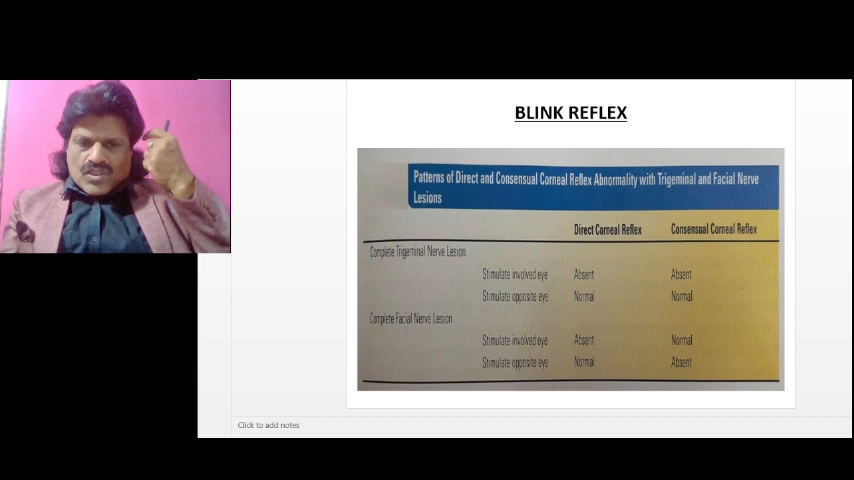 BLINK REFLEX
Patterns of Direct and Consensual Corneal Reflex Abnormality with Trigeminal and Facial Nerve
Lesions
Direct Corneal Reflex Consensual Corneal Reflex
Complete Trigeminal Nerve Lesion
Stimulate involved eye Absent Absent
Stimulate opposite eye Normal Normal
Complete Facial Nerve Lesion
Stimulate involved eye Absent Normal
Stimulate opposite eye Normal Absent
Click to add notes